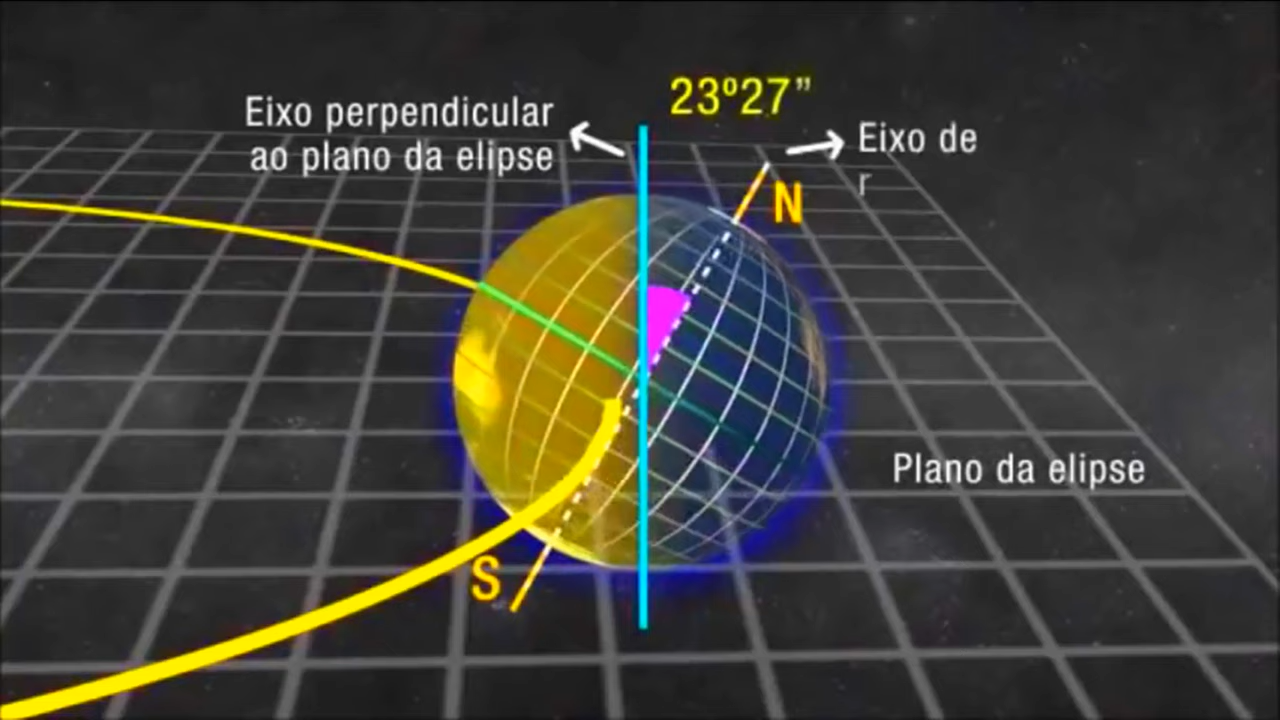 23º27”
Eixo perpendicular
ao plano da elipse
Eixo de
r
N
Plano da elipse
S